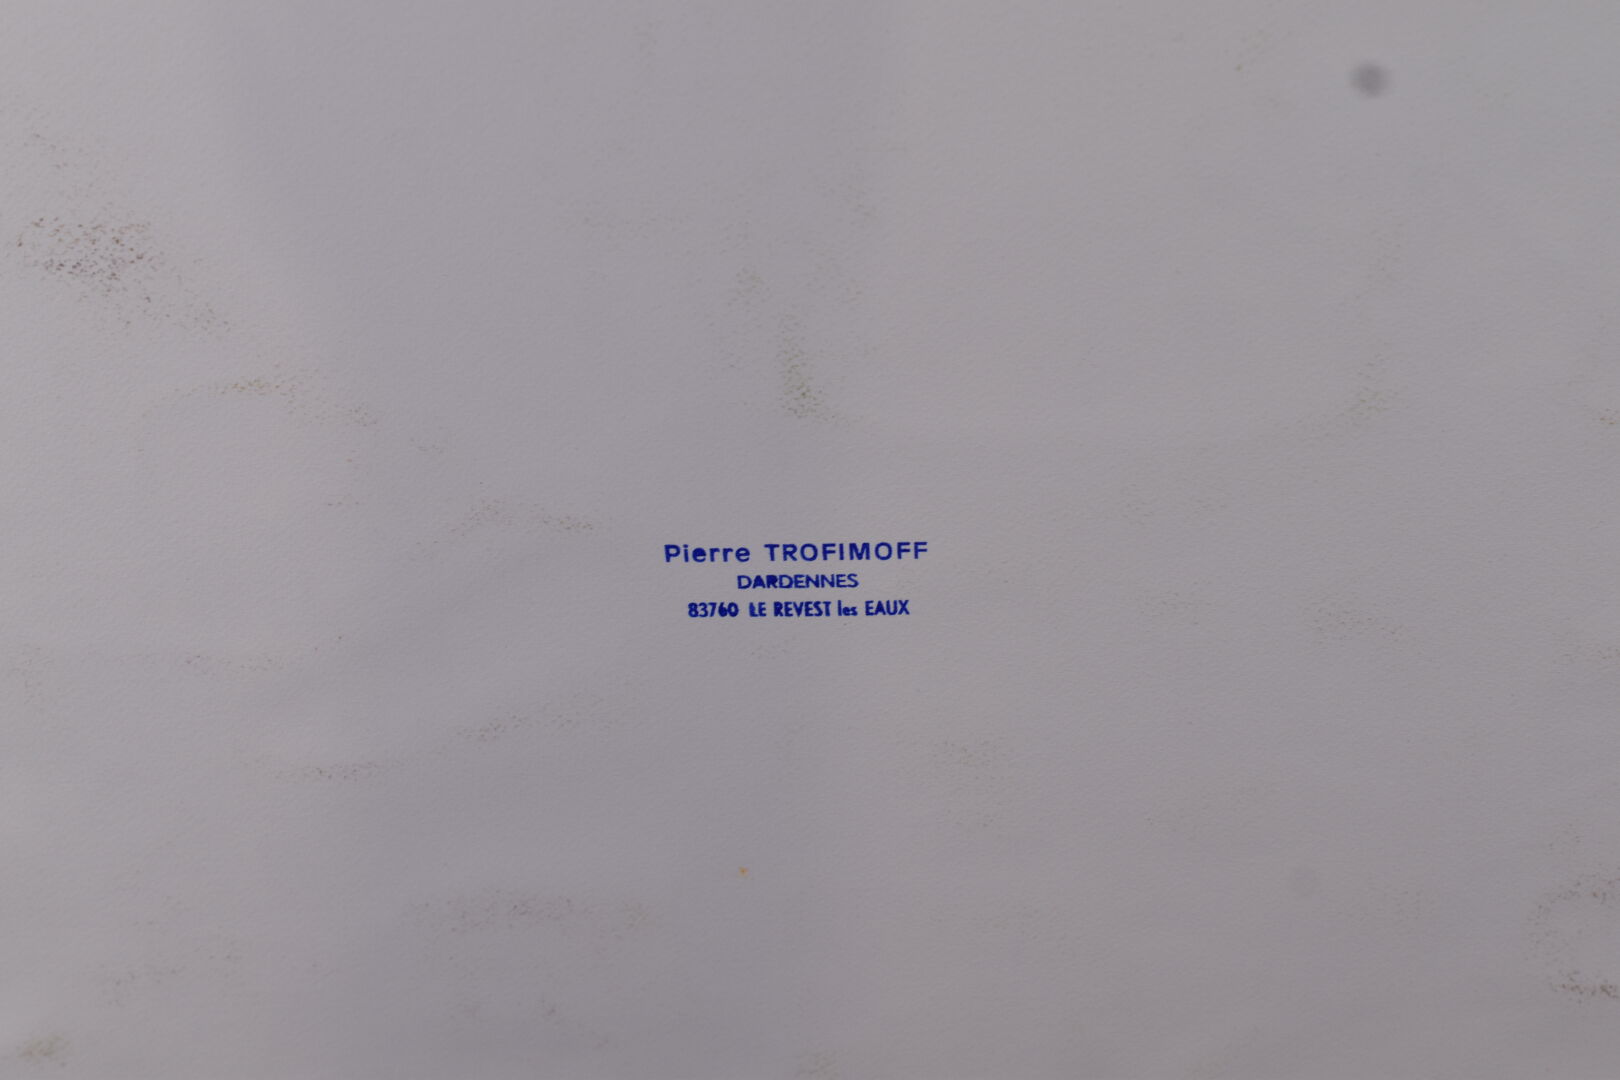 Pierre TROFIMOFF
DARDENNES
83760 LE REVEST les EAUX